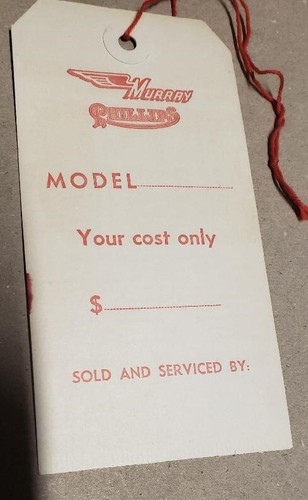 MURRAY
PHILLIPS
MODEL....................
Your cost only
$.........................
SOLD AND SERVICED BY: